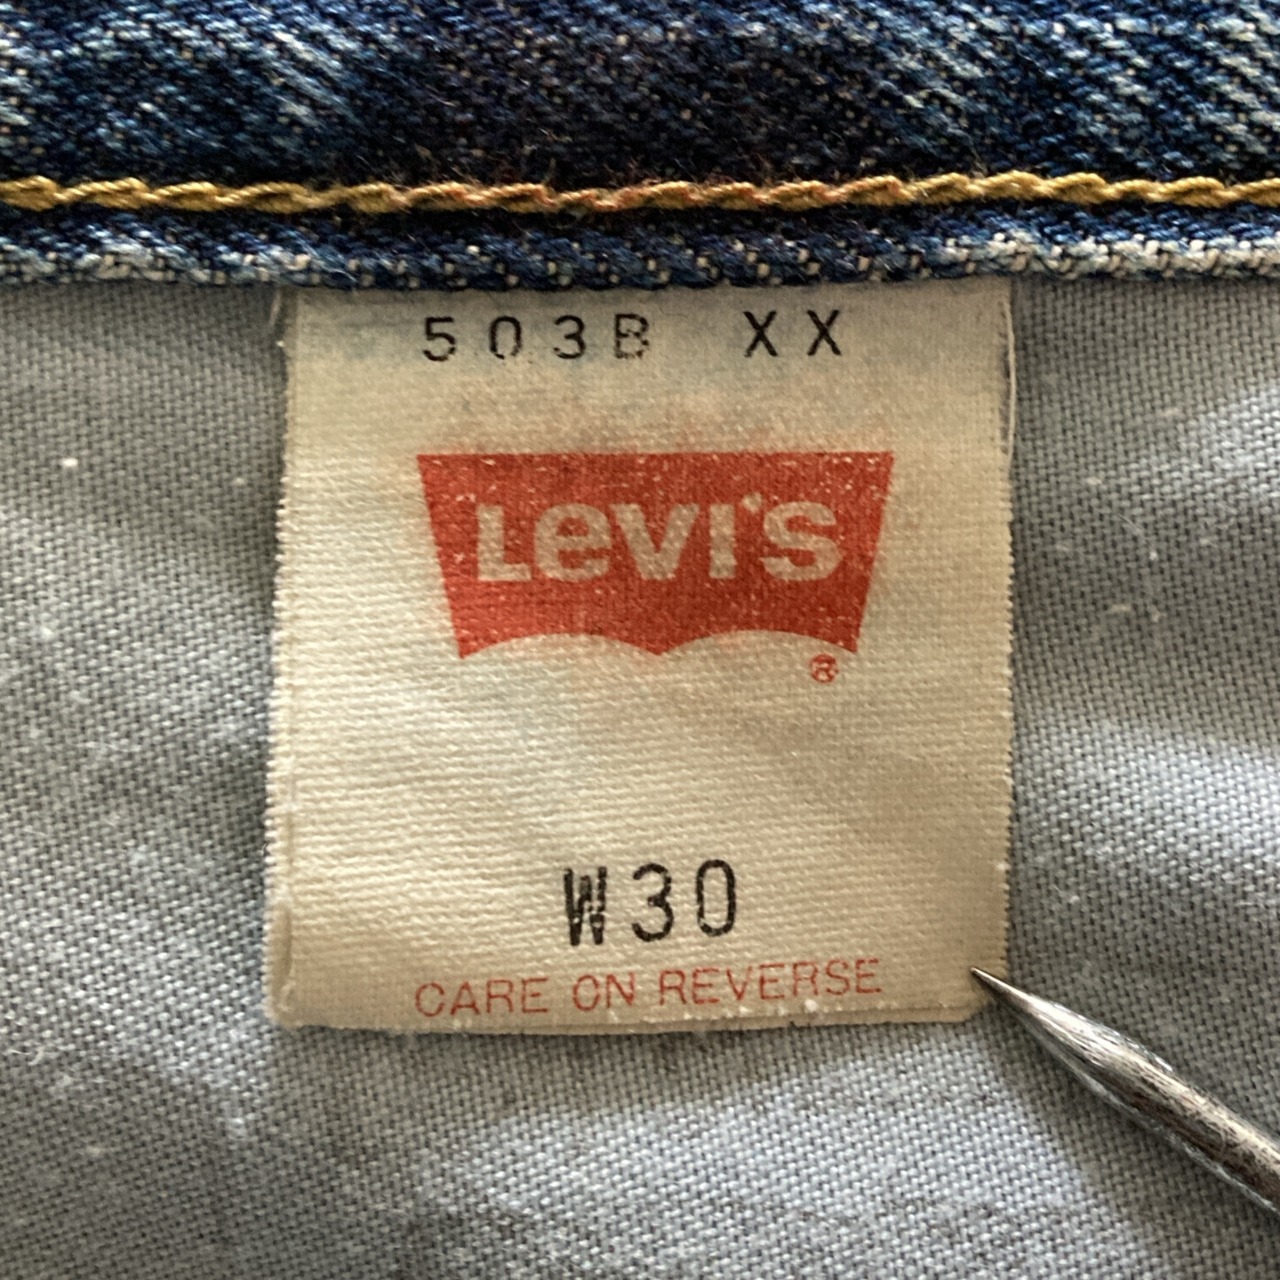 503B XX
LEVI'S
®
W30
CARE ON REVERSE